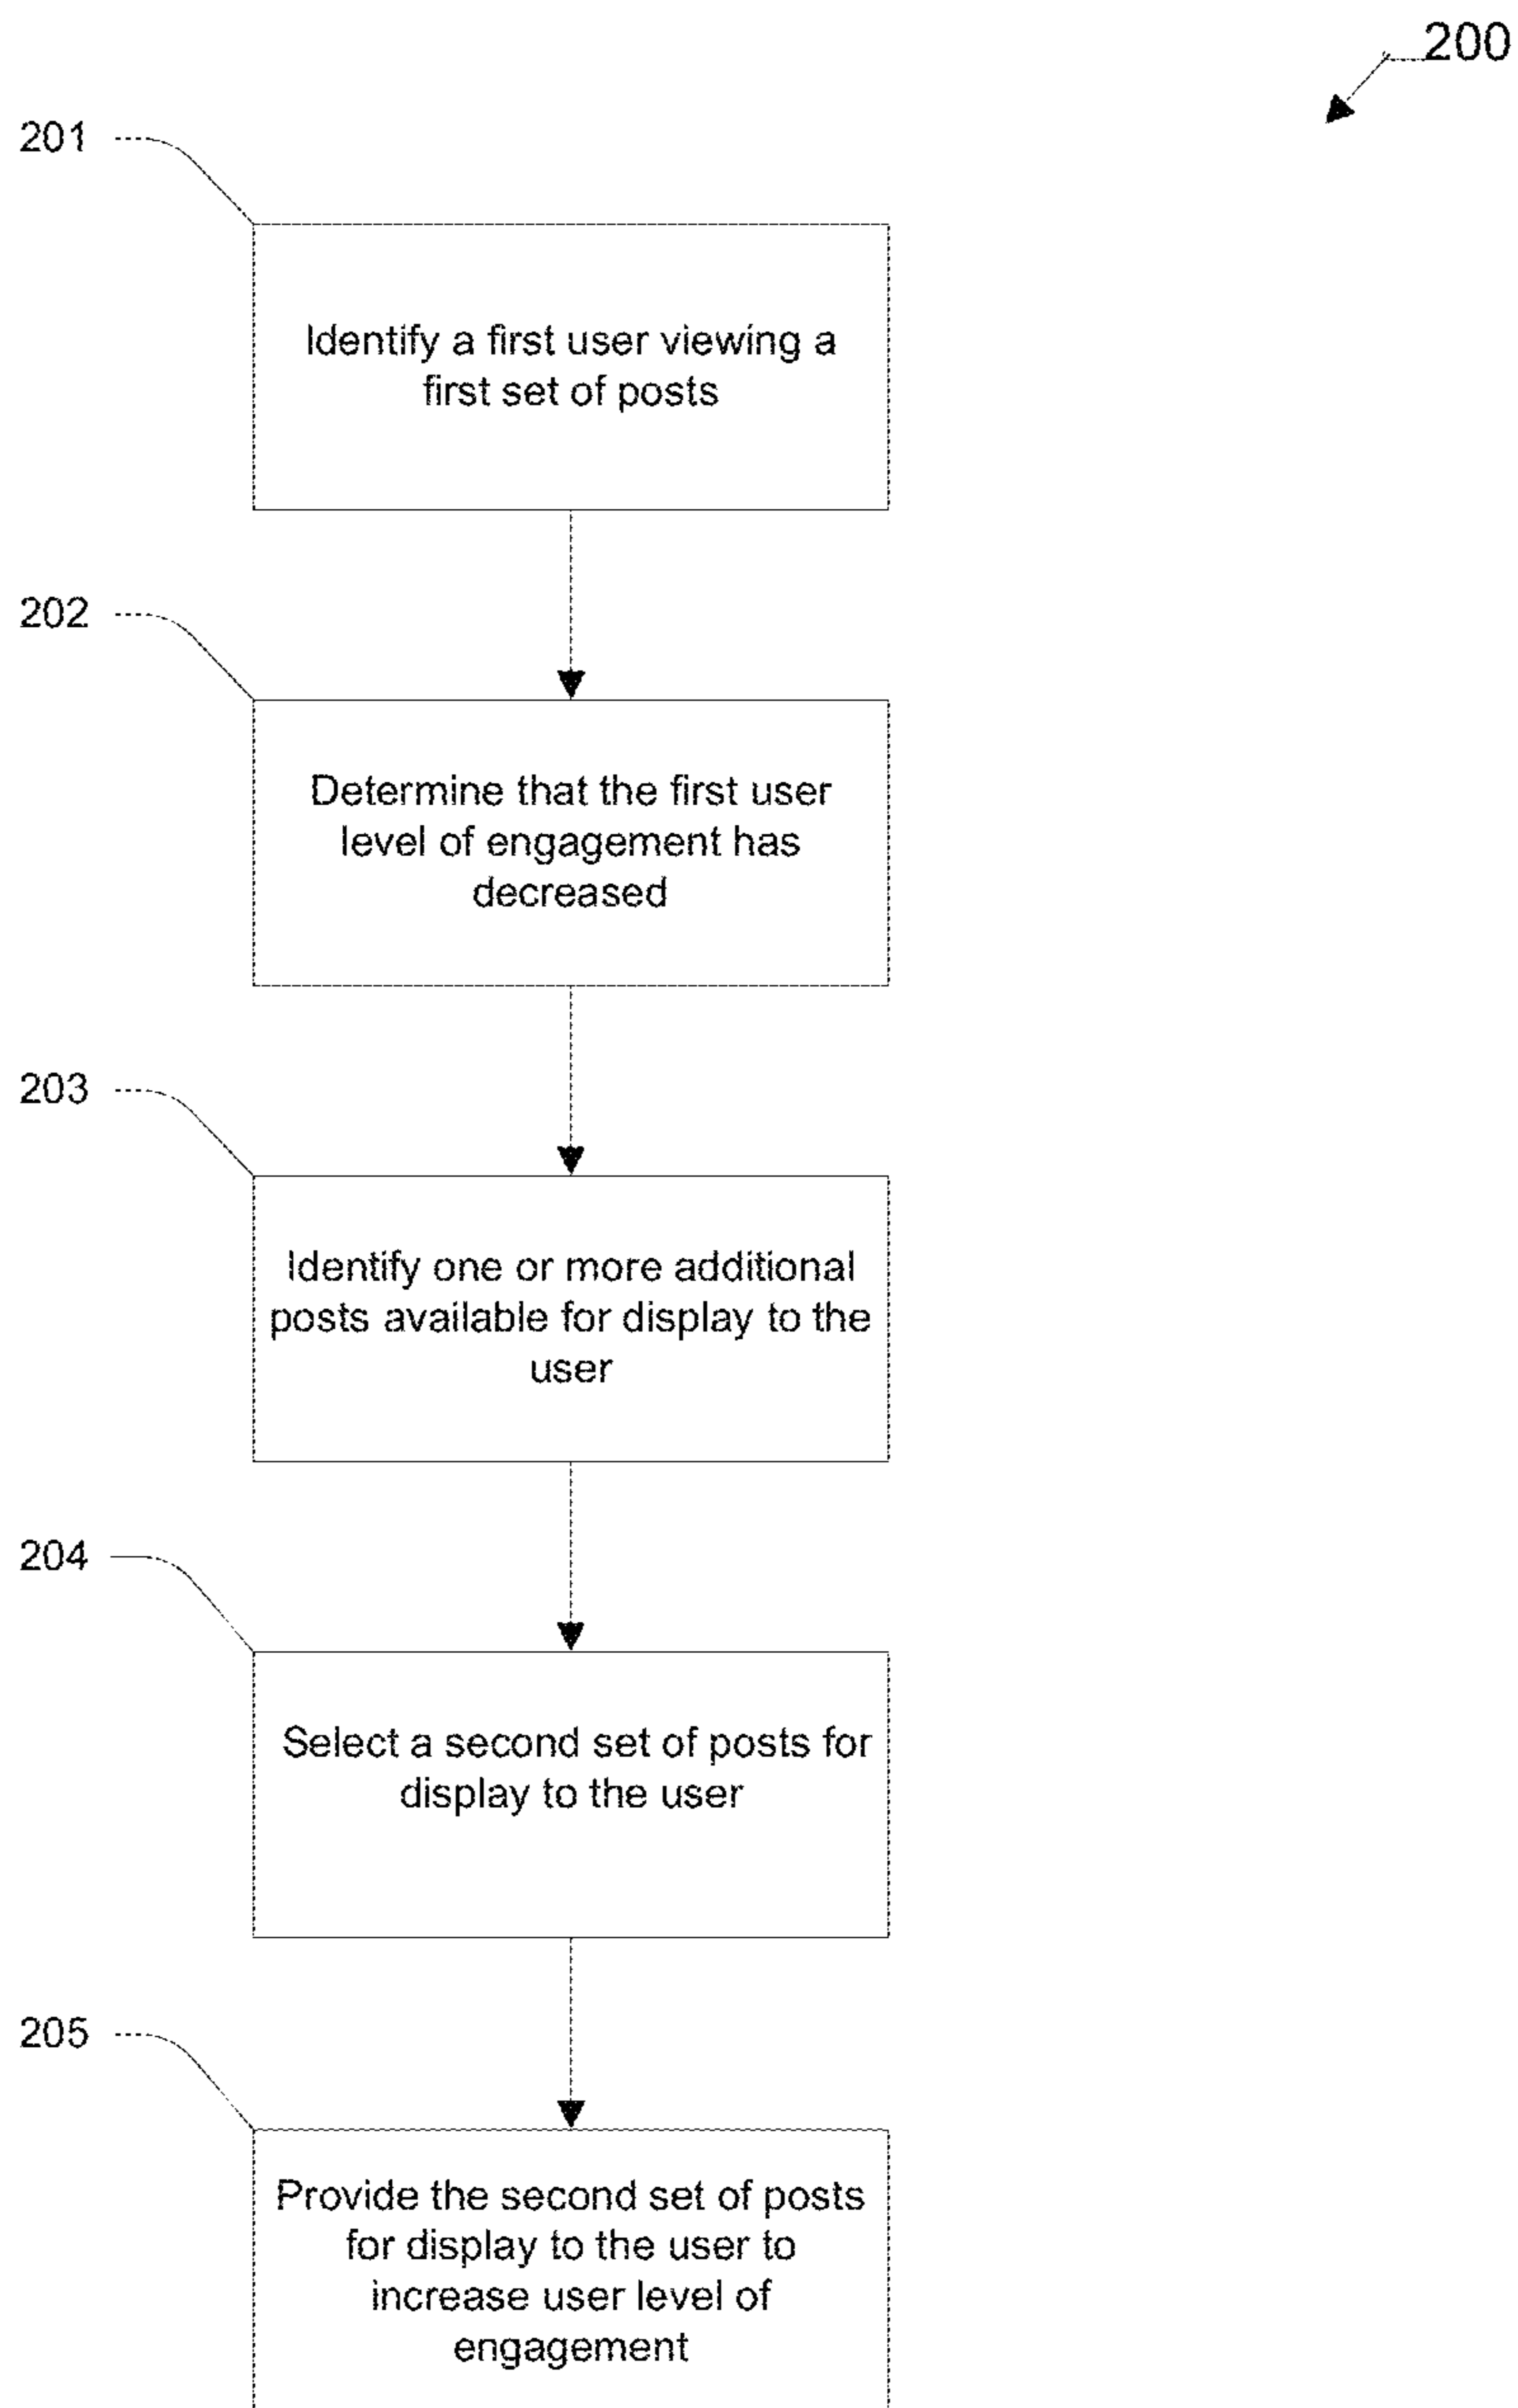 200
201
Identify a first user viewing a
first set of posts
202
Determine that the first user
level of engagement has
decreased
203
Identify one or more additional
posts available for display to the
user
204
Select a second set of posts for
display to the user
205
Provide the second set of posts
for display to the user to
increase user level of
engagement